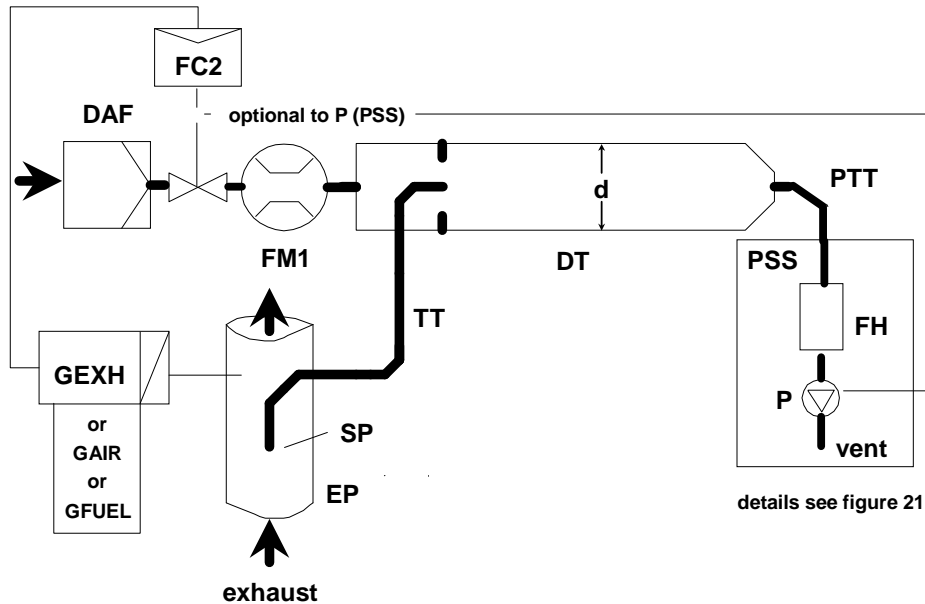 FC2
DAF
optional to P (PSS)
d
PTT
FM1
DT
PSS
TT
FH
GEXH
P
or
GAIR
or
GFUEL
SP
vent
EP
details see figure 21
exhaust